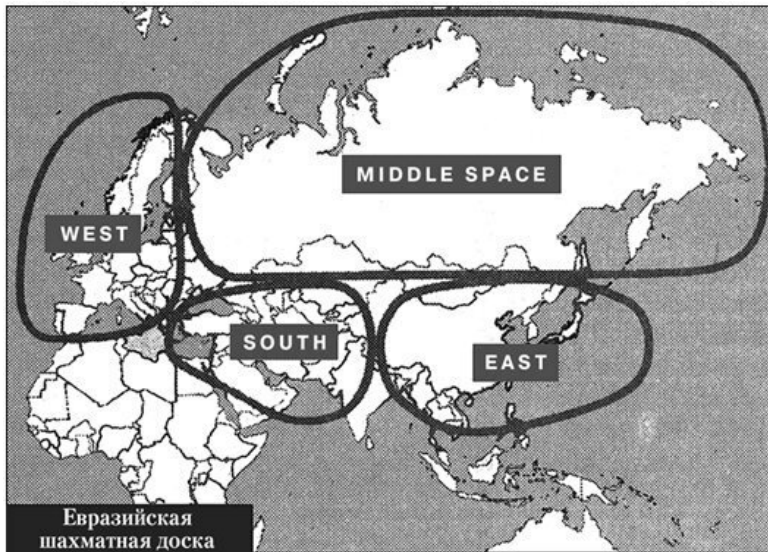 MIDDLE SPACE
WEST
SOUTH
EAST
Евразийская
шахматная доска